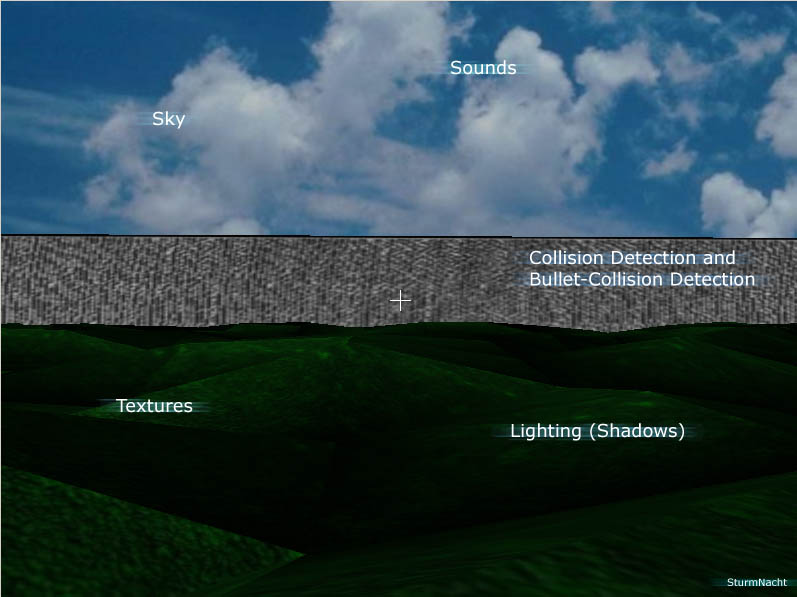 Sounds
Sky
Collision Detection and
Bullet-Collision Detection
Textures
Lighting (Shadows)
SturmNacht